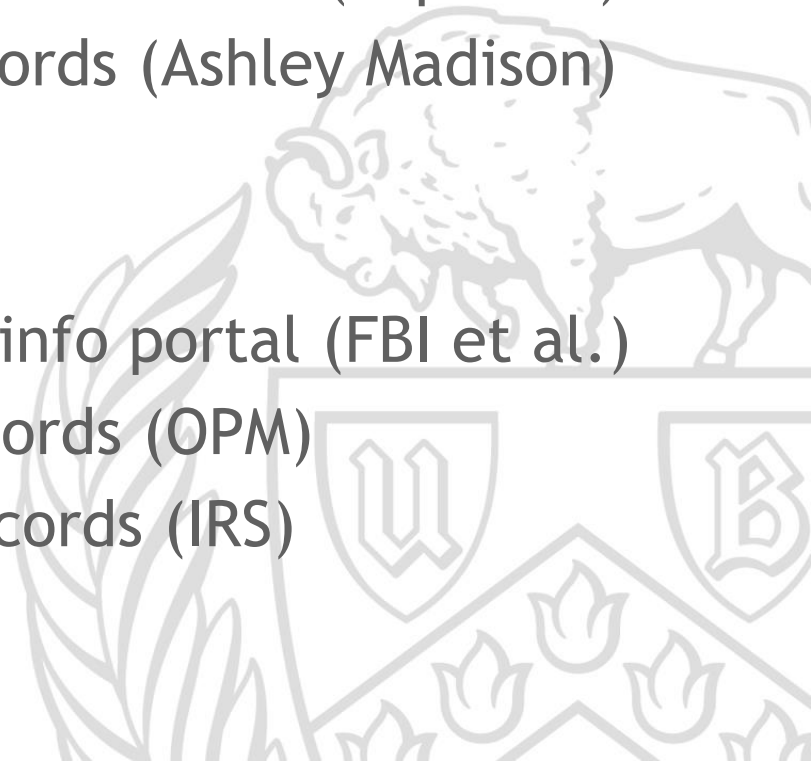 ords (Ashley Madison)
info portal (FBI et al.)
ords (OPM)
cords (IRS)
U B